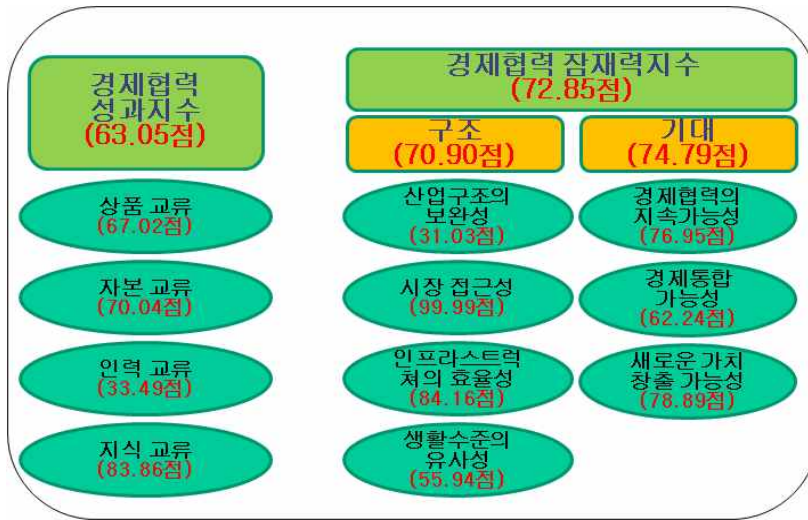 경제협력
성과지수
(63.05점)
상품 교류
(67.02점)
자본 교류
(70.04점)
인력 교류
(33.49점)
지식 교류
(83.86점)
경제협력 잠재력지수
(72.85점)
구조
(70.90점)
산업구조의
보완성
(31.03점)
시장 접근성
(99.99점)
인프라스트럭
쳐의 효율성
(84.16점)
생활수준의
유사성
(55.94점)
기대
(74.79점)
경제협력의
지속가능성
(76.95점)
경제통합
가능성
(62.24점)
새로운 가치
창출 가능성
(78.89점)